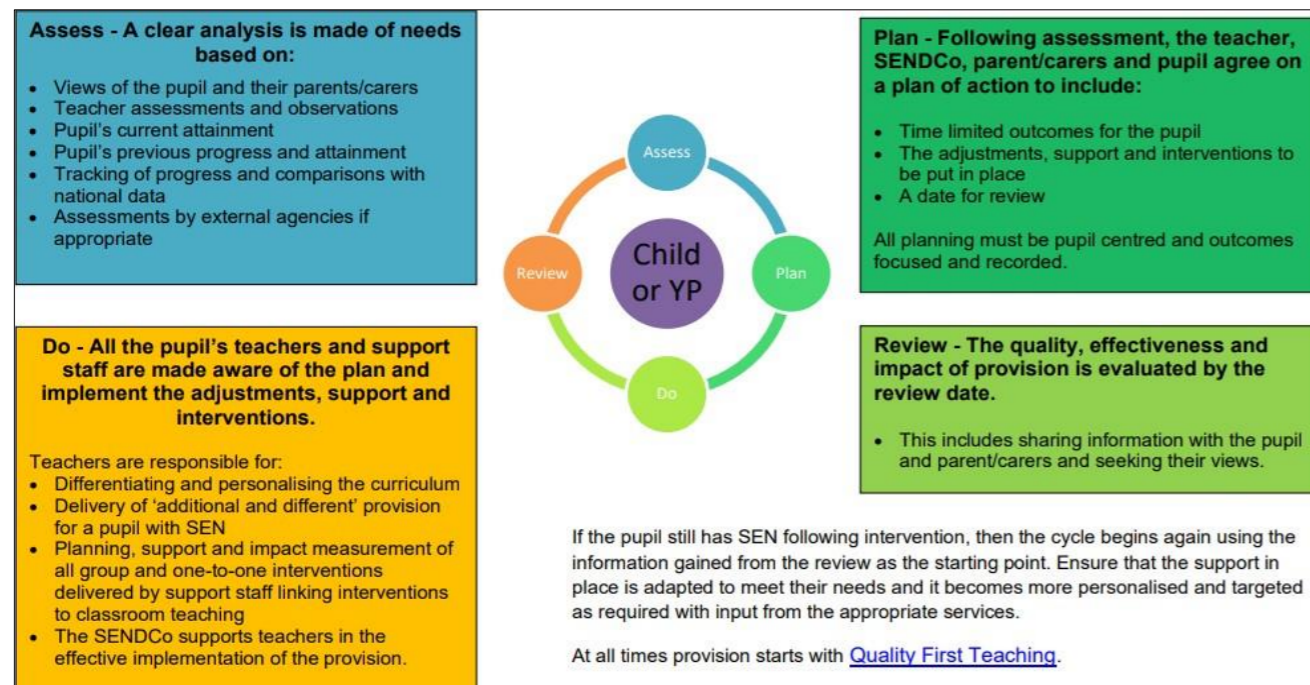 Assess - A clear analysis is made of needs
based on:
• Views of the pupil and their parents/carers
• Teacher assessments and observations
• Pupil's current attainment
• Pupil's previous progress and attainment
• Tracking of progress and comparisons with
national data
• Assessments by external agencies if
appropriate
Assess
Review
Child
or YP
Plan
Do
Plan - Following assessment, the teacher,
SENDCo, parent/carers and pupil agree on
a plan of action to include:
• Time limited outcomes for the pupil
• The adjustments, support and interventions to
be put in place
• A date for review
All planning must be pupil centred and outcomes
focused and recorded.
Do - All the pupil's teachers and support
staff are made aware of the plan and
implement the adjustments, support and
interventions.
Teachers are responsible for:
• Differentiating and personalising the curriculum
• Delivery of 'additional and different' provision
for a pupil with SEN
• Planning, support and impact measurement of
all group and one-to-one interventions
delivered by support staff linking interventions
to classroom teaching
• The SENDCo supports teachers in the
effective implementation of the provision.
Review - The quality, effectiveness and
impact of provision is evaluated by the
review date.
• This includes sharing information with the pupil
and parent/carers and seeking their views.
If the pupil still has SEN following intervention, then the cycle begins again using the
information gained from the review as the starting point. Ensure that the support in
place is adapted to meet their needs and it becomes more personalised and targeted
as required with input from the appropriate services.
At all times provision starts with Quality First Teaching.